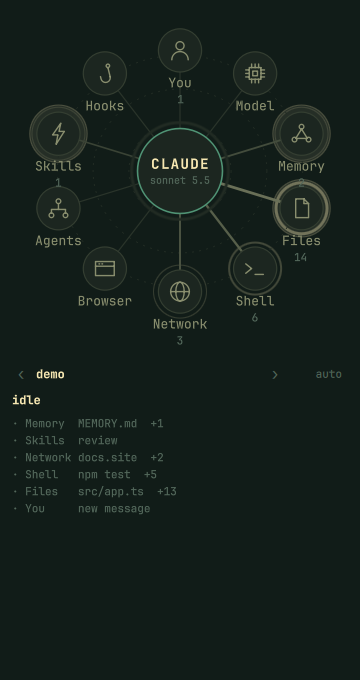 You
1
Hooks
Model
CLAUDE
sonnet 5.5
Skills
1
Memory
2
Agents
Files
14
Browser
Shell
6
Network
3
‹ demo › auto
idle
· Memory MEMORY.md +1
· Skills review
· Network docs.site +2
· Shell npm test +5
· Files src/app.ts +13
· You new message